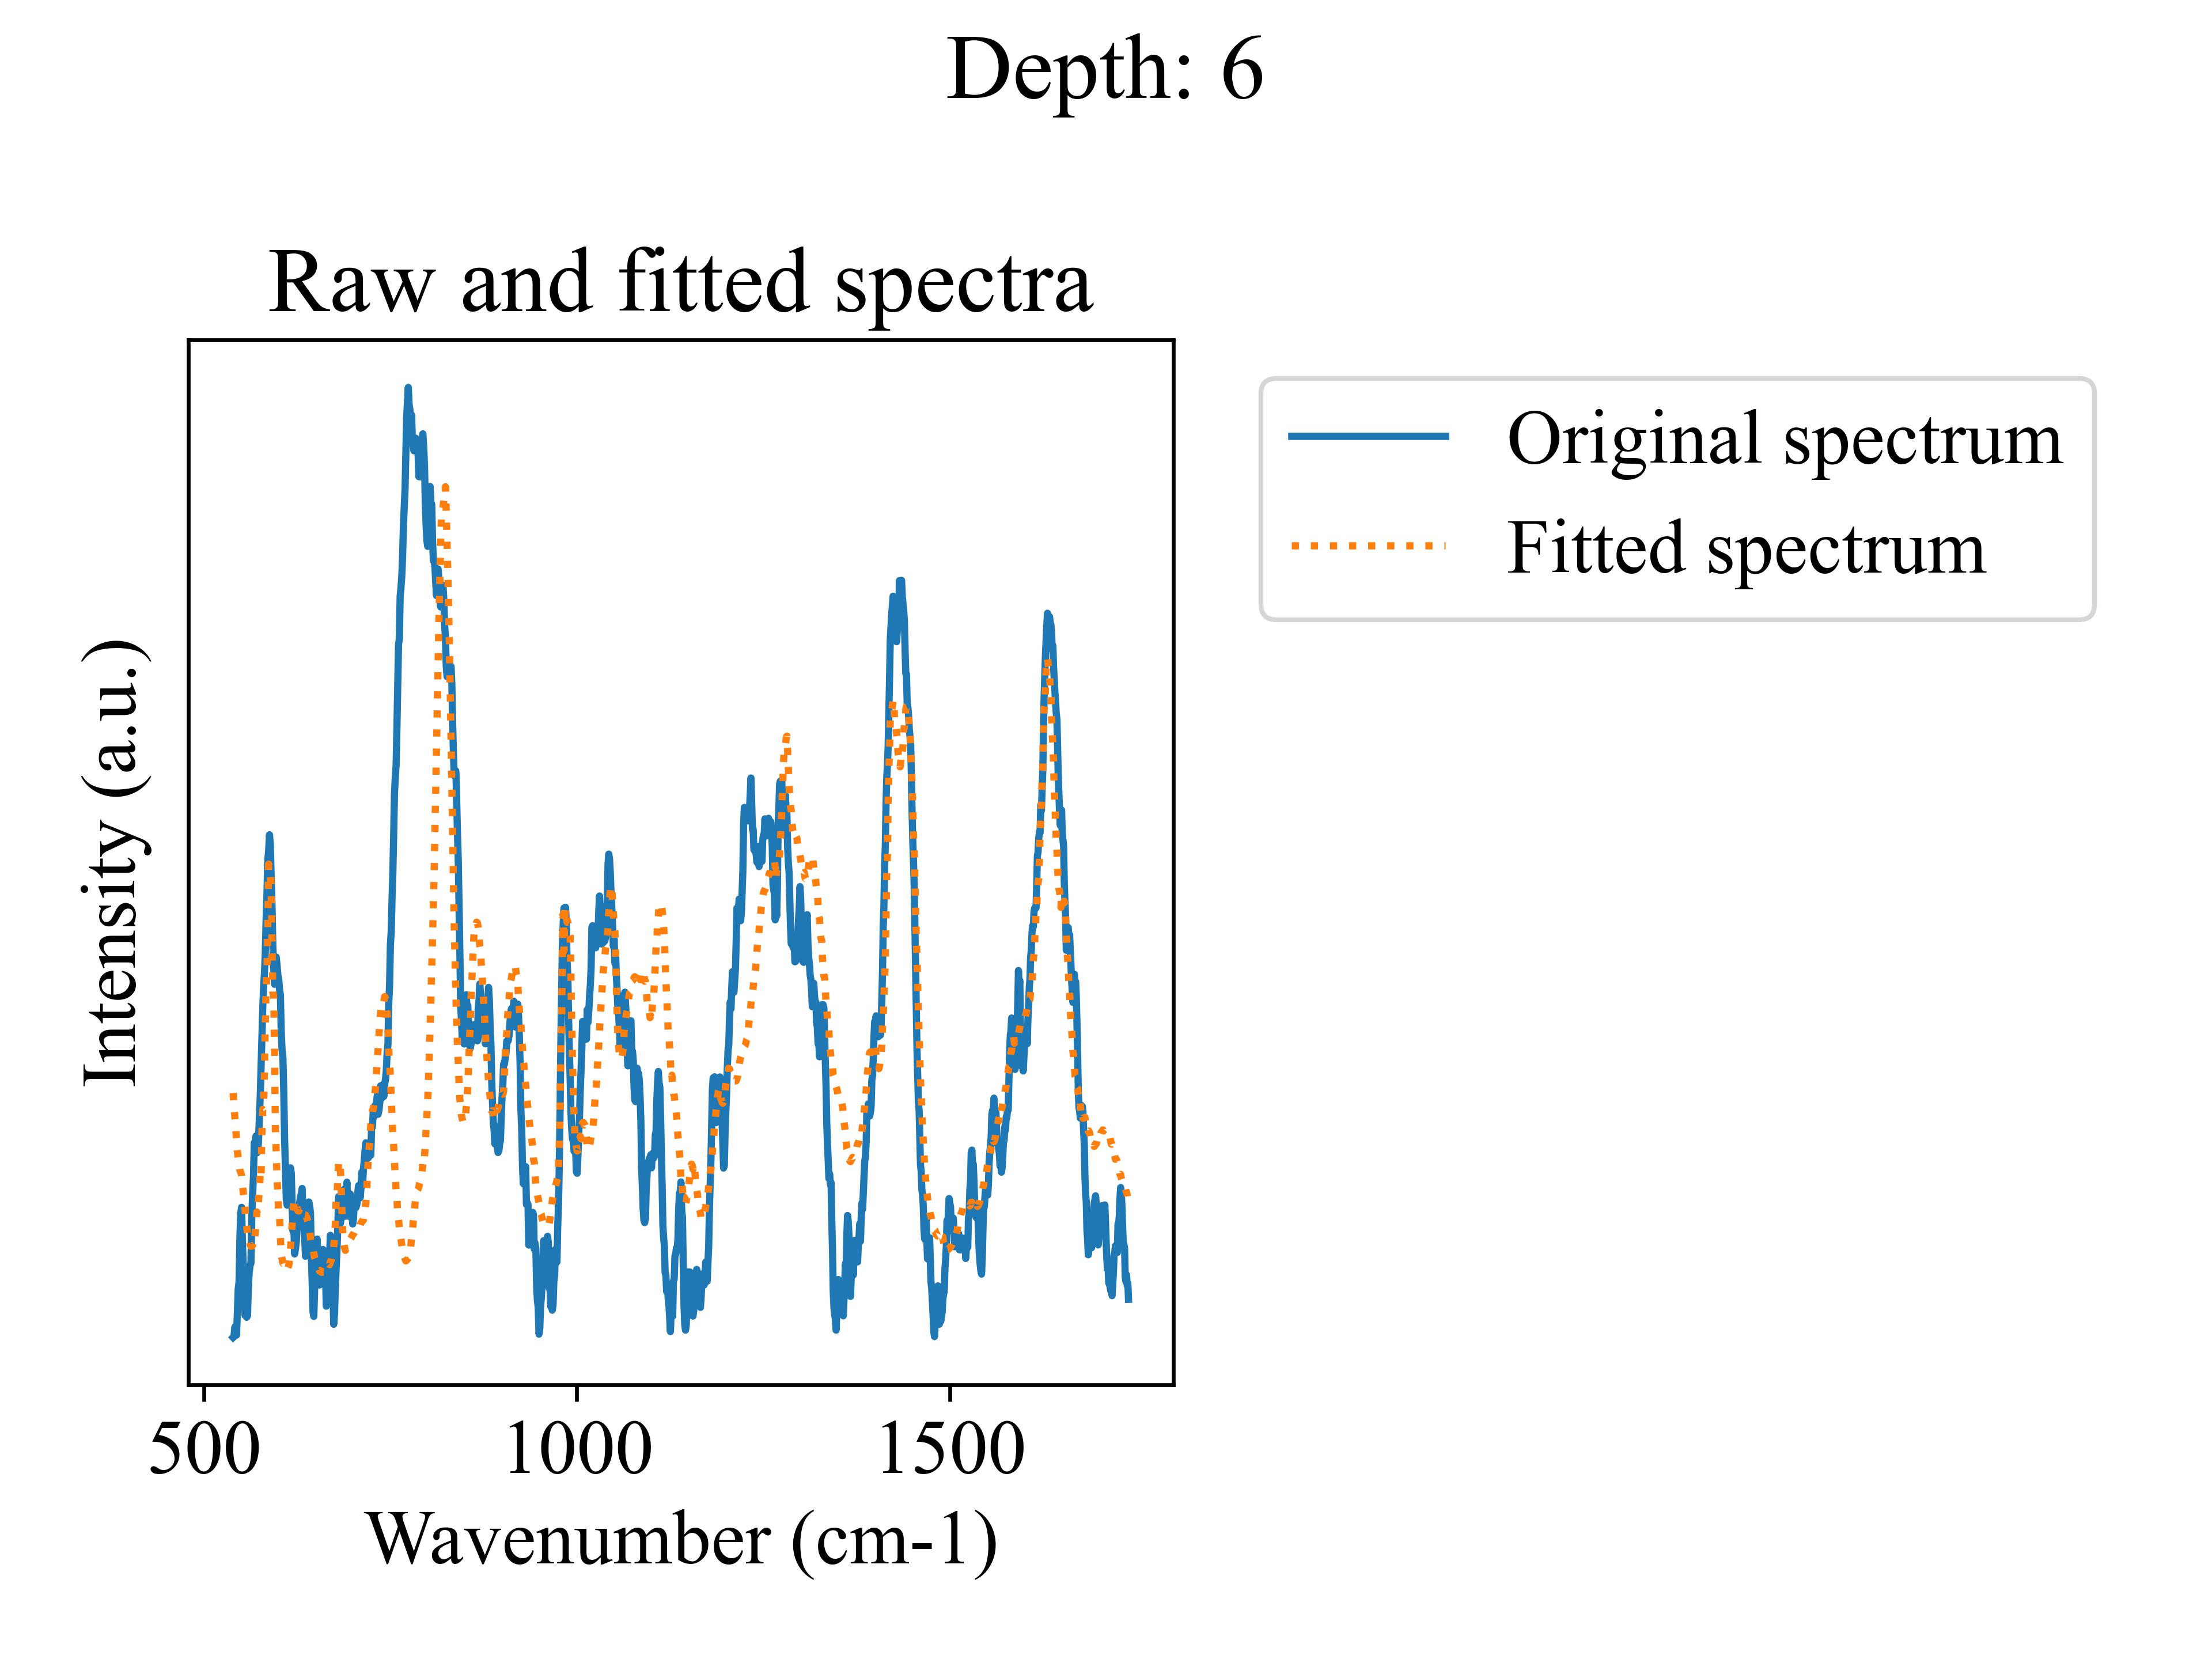 Depth: 6
Raw and fitted spectra
Original spectrum
Fitted spectrum
Intensity (a.u.)
500 1000 1500
Wavenumber (cm-1)